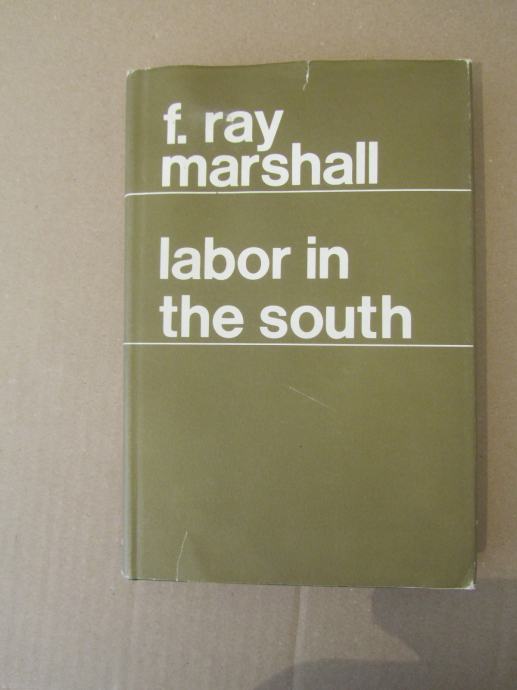 f. ray
marshall
labor in
the south